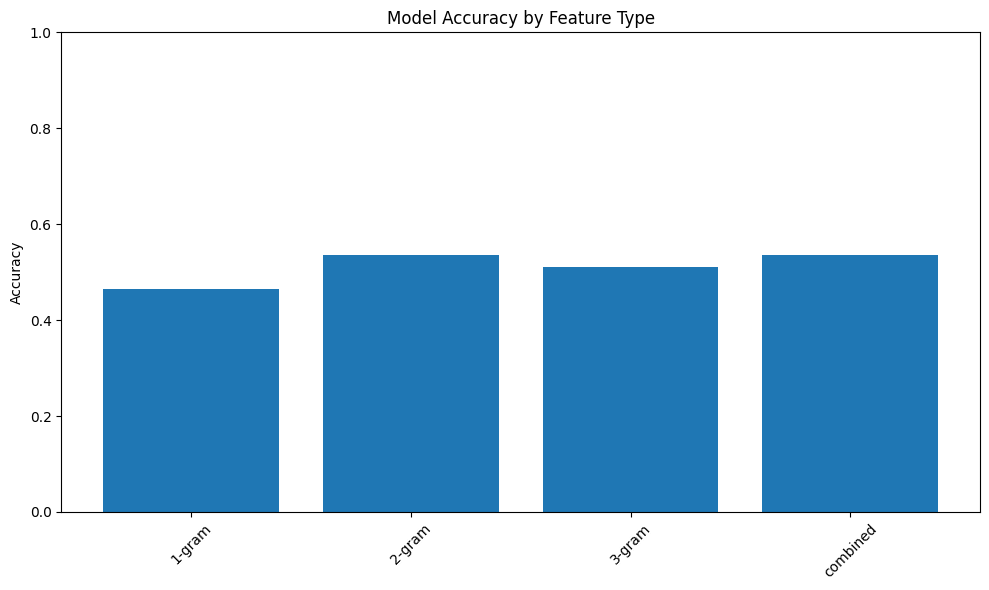 Model Accuracy by Feature Type
1.0
0.8
0.6
0.4
0.2
0.0
Accuracy
1-gram
2-gram
3-gram
combined